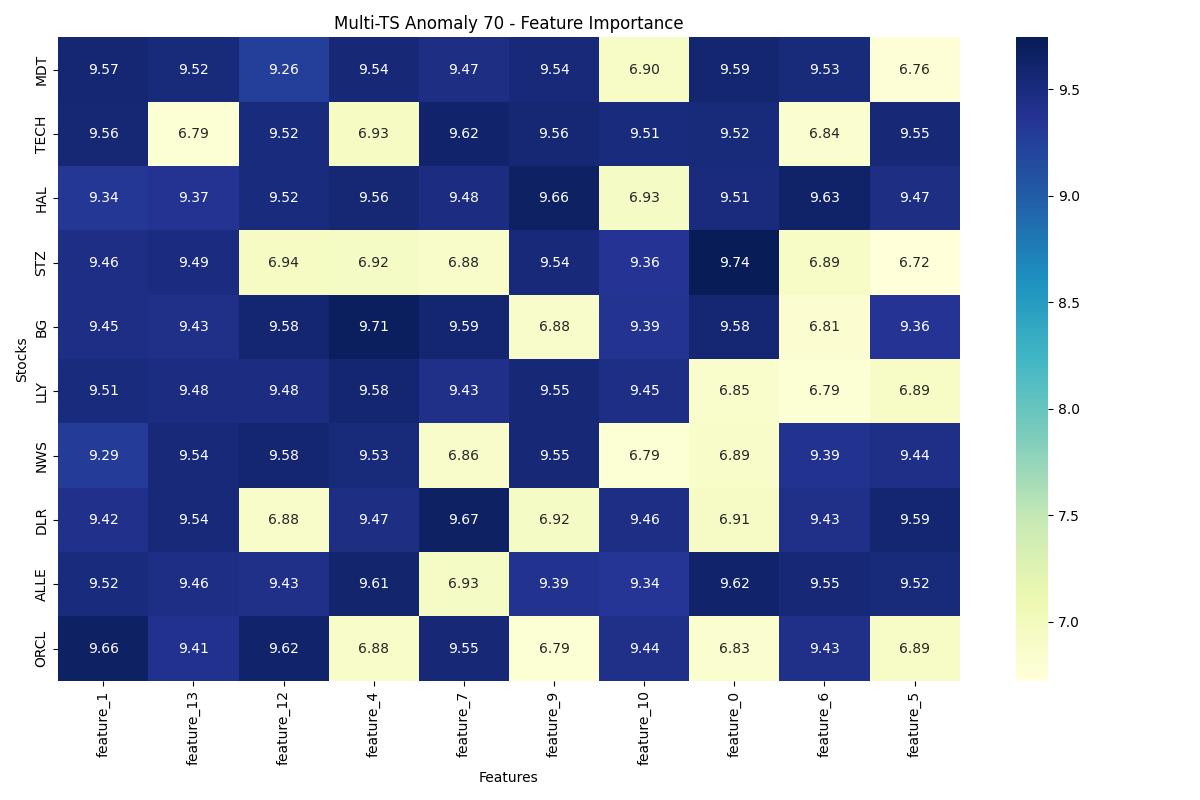 Multi-TS Anomaly 70 - Feature Importance
MDT 9.57 9.52 9.26 9.54 9.47 9.54 6.90 9.59 9.53 6.76
TECH 9.56 6.79 9.52 6.93 9.62 9.56 9.51 9.52 6.84 9.55
HAL 9.34 9.37 9.52 9.56 9.48 9.66 6.93 9.51 9.63 9.47
STZ 9.46 9.49 6.94 6.92 6.88 9.54 9.36 9.74 6.89 6.72
BG 9.45 9.43 9.58 9.71 9.59 6.88 9.39 9.58 6.81 9.36
LLY 9.51 9.48 9.48 9.58 9.43 9.55 9.45 6.85 6.79 6.89
NWS 9.29 9.54 9.58 9.53 6.86 9.55 6.79 6.89 9.39 9.44
DLR 9.42 9.54 6.88 9.47 9.67 6.92 9.46 6.91 9.43 9.59
ALLE 9.52 9.46 9.43 9.61 6.93 9.39 9.34 9.62 9.55 9.52
ORCL 9.66 9.41 9.62 6.88 9.55 6.79 9.44 6.83 9.43 6.89
Stocks
feature_1 feature_13 feature_12 feature_4 feature_7 feature_9 feature_10 feature_0 feature_6 feature_5
Features
9.5
9.0
8.5
8.0
7.5
7.0